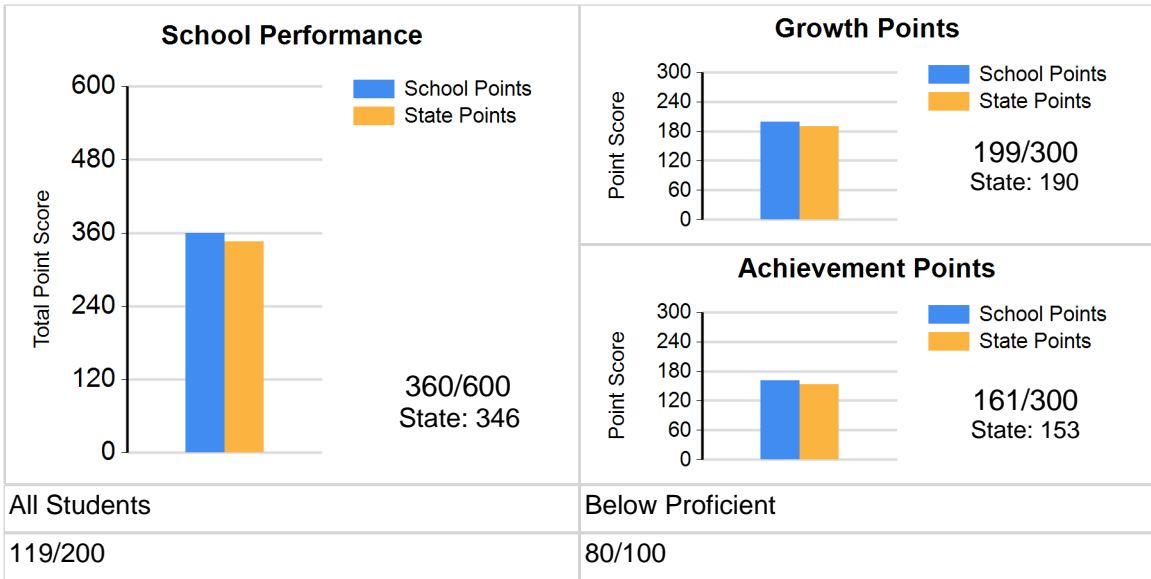 School Performance
600
480
360
240
120
0
Total Point Score
School Points
State Points
360/600
State: 346
Growth Points
300
240
180
120
60
0
Point Score
School Points
State Points
199/300
State: 190
Achievement Points
300
240
180
120
60
0
Point Score
School Points
State Points
161/300
State: 153
All Students
Below Proficient
119/200
80/100